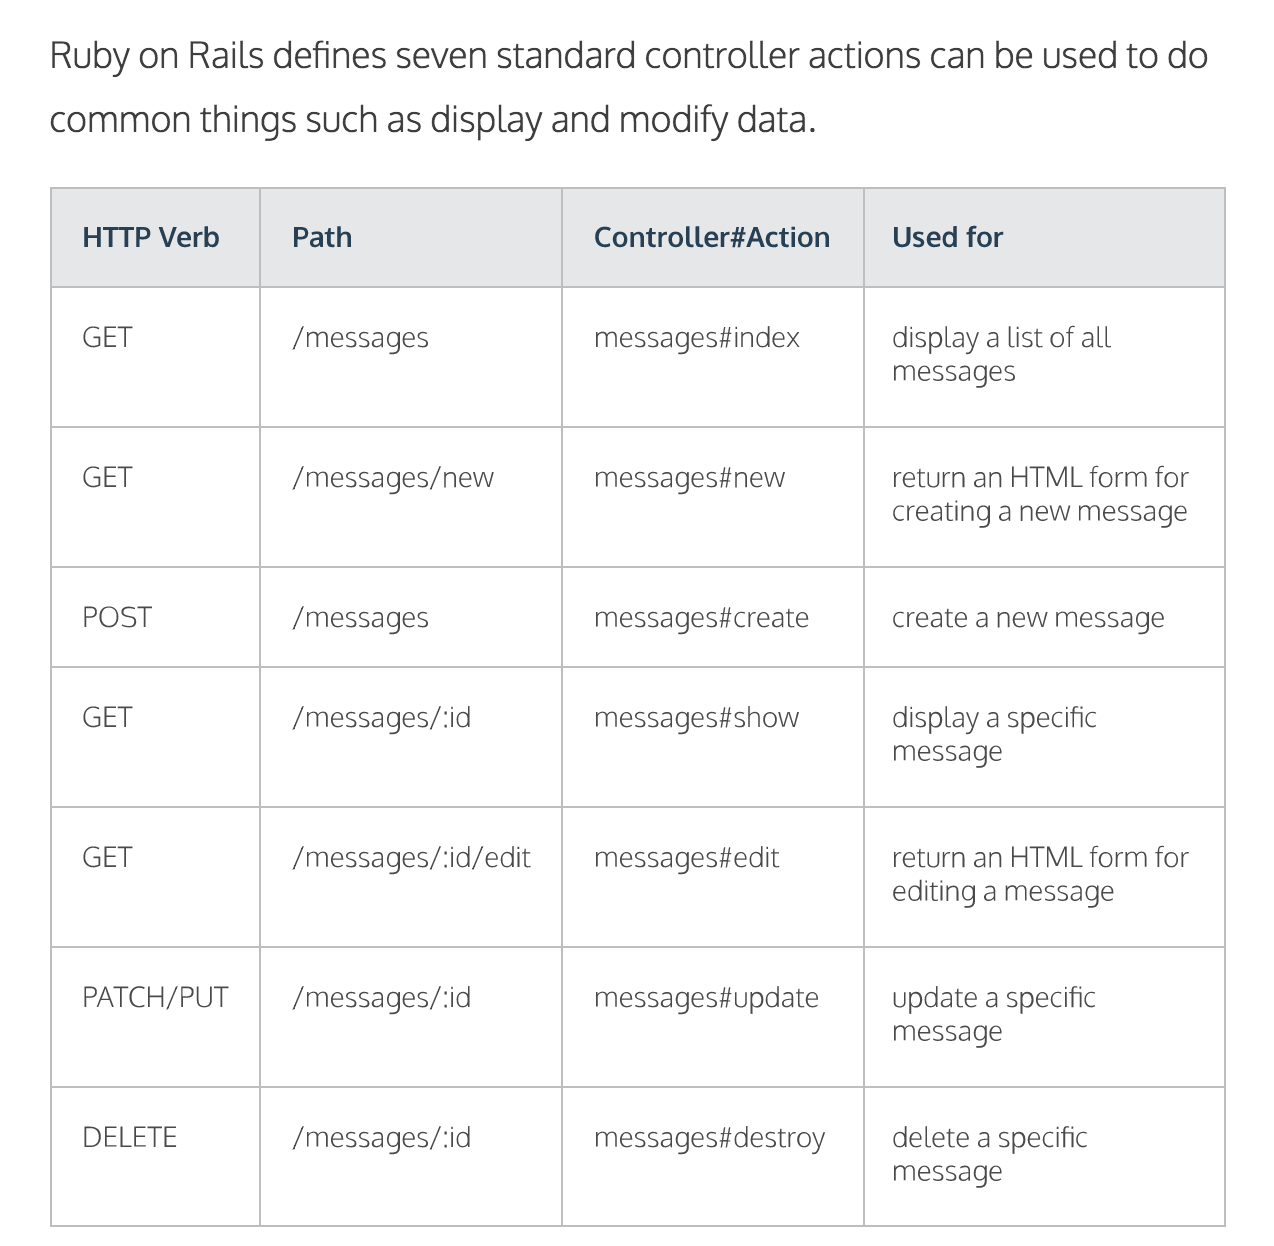 Ruby on Rails defines seven standard controller actions can be used to do
common things such as display and modify data.
HTTP Verb Path Controller#Action Used for
GET /messages messages#index display a list of all
messages
GET /messages/new messages#new return an HTML form for
creating a new message
POST /messages messages#create create a new message
GET /messages/:id messages#show display a specific
message
GET /messages/:id/edit messages#edit return an HTML form for
editing a message
PATCH/PUT /messages/:id messages#update update a specific
message
DELETE /messages/:id messages#destroy delete a specific
message